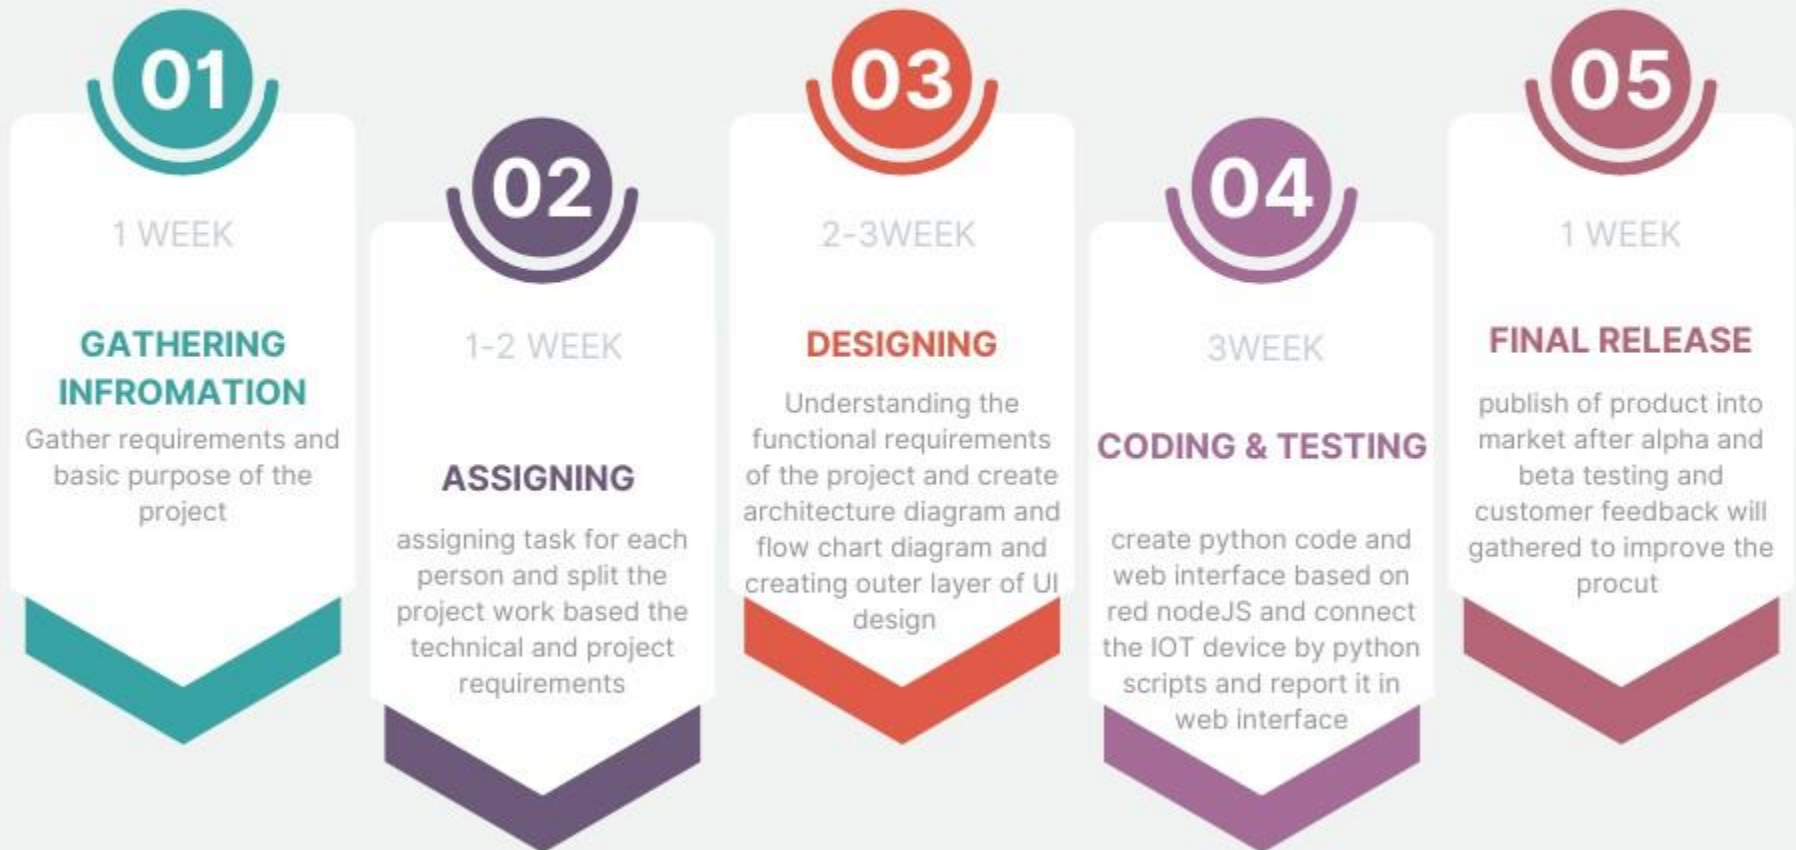 01
1 WEEK
GATHERING
INFROMATION
Gather requirements and
basic purpose of the
project
02
1-2 WEEK
ASSIGNING
assigning task for each
person and split the
project work based the
technical and project
requirements
03
2-3WEEK
DESIGNING
Understanding the
functional requirements
of the project and create
architecture diagram and
flow chart diagram and
creating outer layer of UI
design
04
3WEEK
CODING & TESTING
create python code and
web interface based on
red nodeJS and connect
the IOT device by python
scripts and report it in
web interface
05
1 WEEK
FINAL RELEASE
publish of product into
market after alpha and
beta testing and
customer feedback will
gathered to improve the
procut